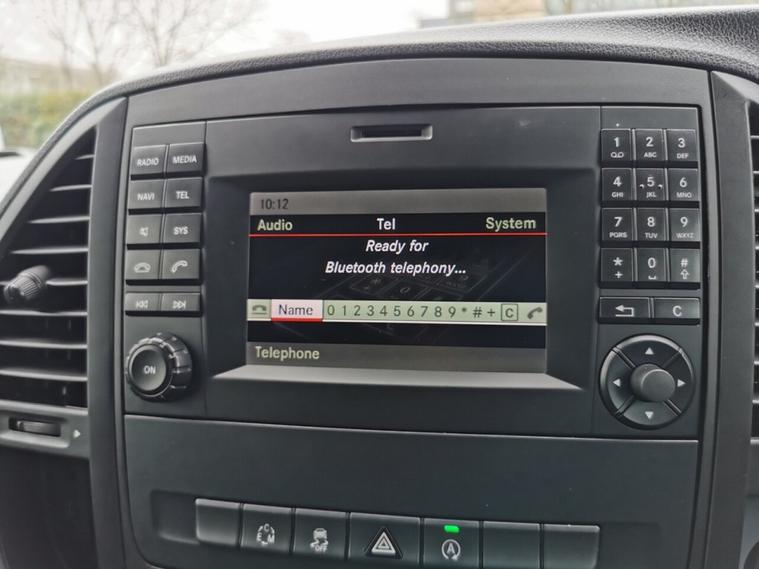 RADIO MEDIA
NAVI TEL
SYS
ON
10:12
Audio Tel System
Ready for
Bluetooth telephony...
Name 0 1 2 3 4 5 6 7 8 9 * # + C
Telephone
1 2 3
ABC DEF
4 5 6
GHI JKL MNO
7 8 9
PQRS TUV WXYZ
* 0 #
+
C
C
E M
OFF
A